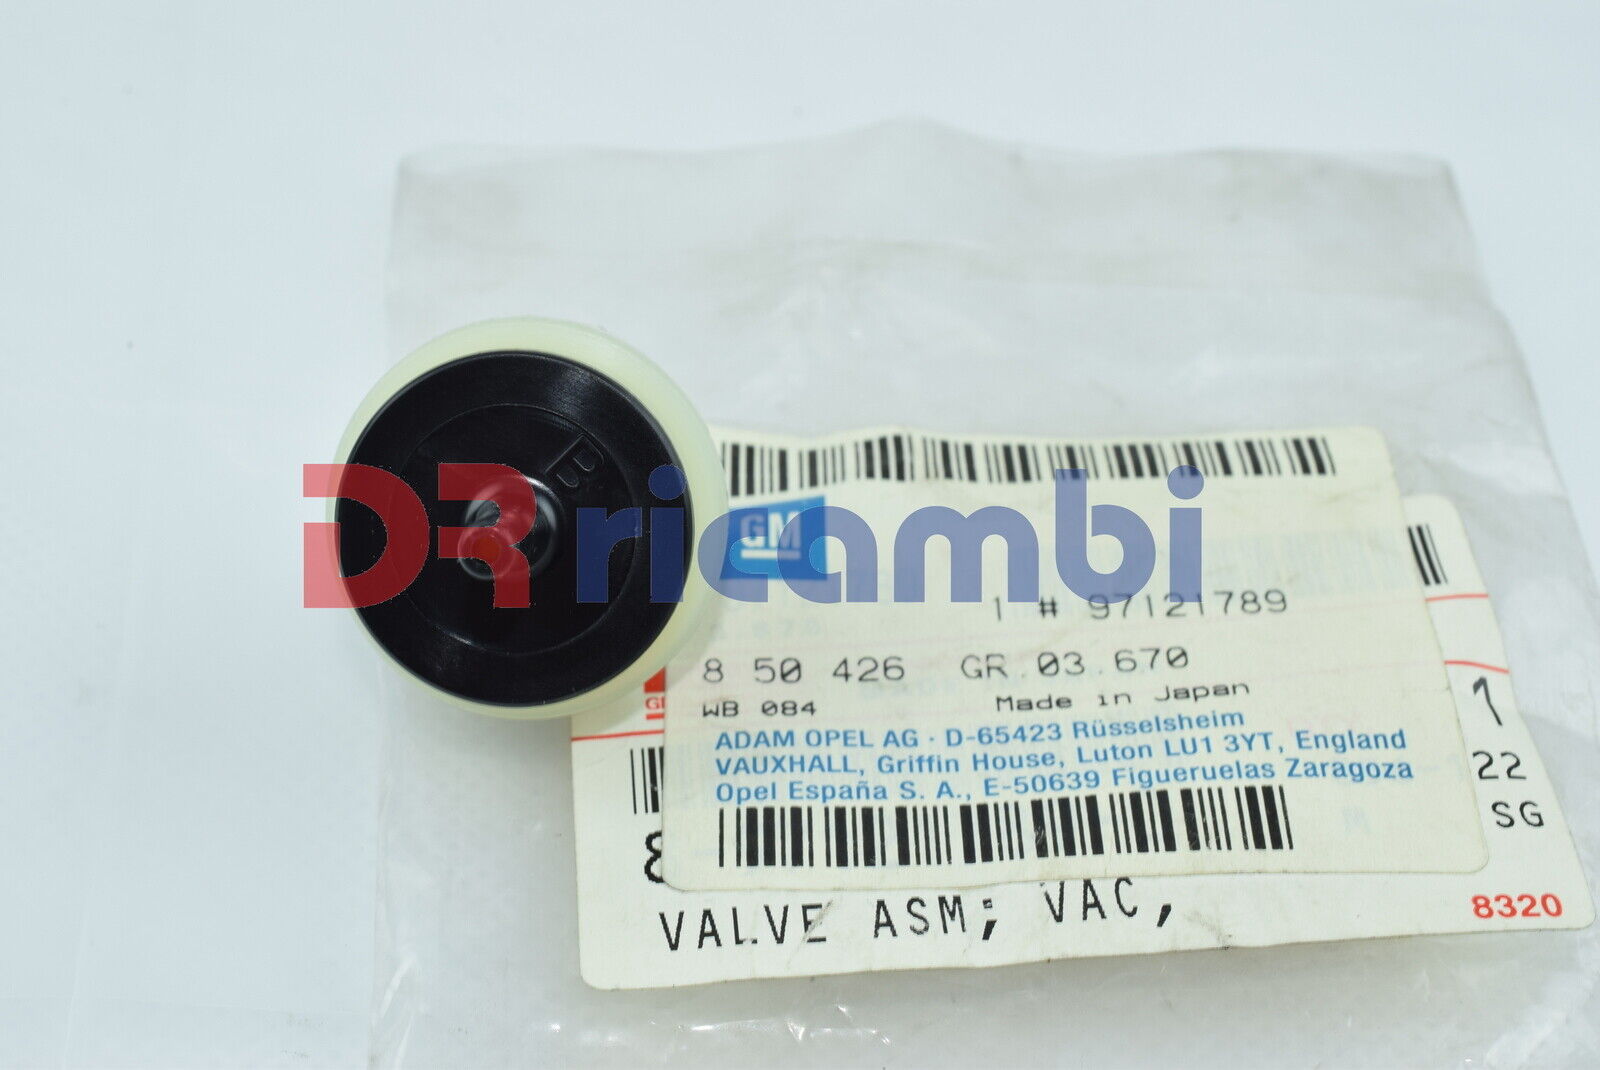 B
DR ricambi
GM
1 # 97121789
8 50 426 GR.03.670
WB 084 Made in Japan
ADAM OPEL AG · D-65423 Rüsselsheim
VAUXHALL, Griffin House, Luton LU1 3YT, England
Opel España S. A., E-50639 Figueruelas Zaragoza
1
22
SG
8
VALVE ASM; VAC,
8320